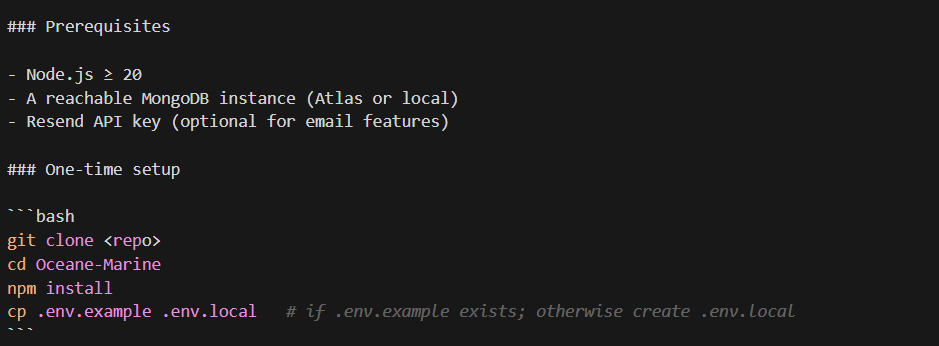 ### Prerequisites
- Node.js ≥ 20
- A reachable MongoDB instance (Atlas or local)
- Resend API key (optional for email features)
### One-time setup
```bash
git clone <repo>
cd Oceane-Marine
npm install
cp .env.example .env.local   # if .env.example exists; otherwise create .env.local
```